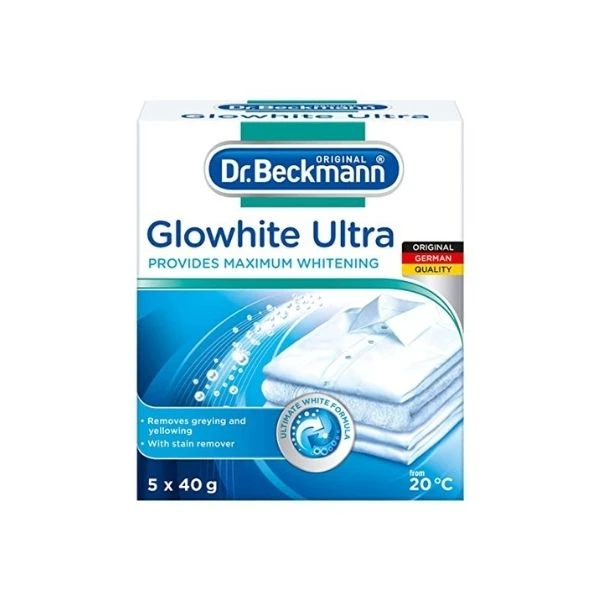 Dr.Beckmann
Glowhite Ultra
ORIGINAL ®
Dr.Beckmann
Glowhite Ultra
PROVIDES MAXIMUM WHITENING
ORIGINAL
GERMAN
QUALITY
• Removes greying and
yellowing
• With stain remover
ULTIMATE WHITE FORMULA
5 x 40 g
from
20 °C